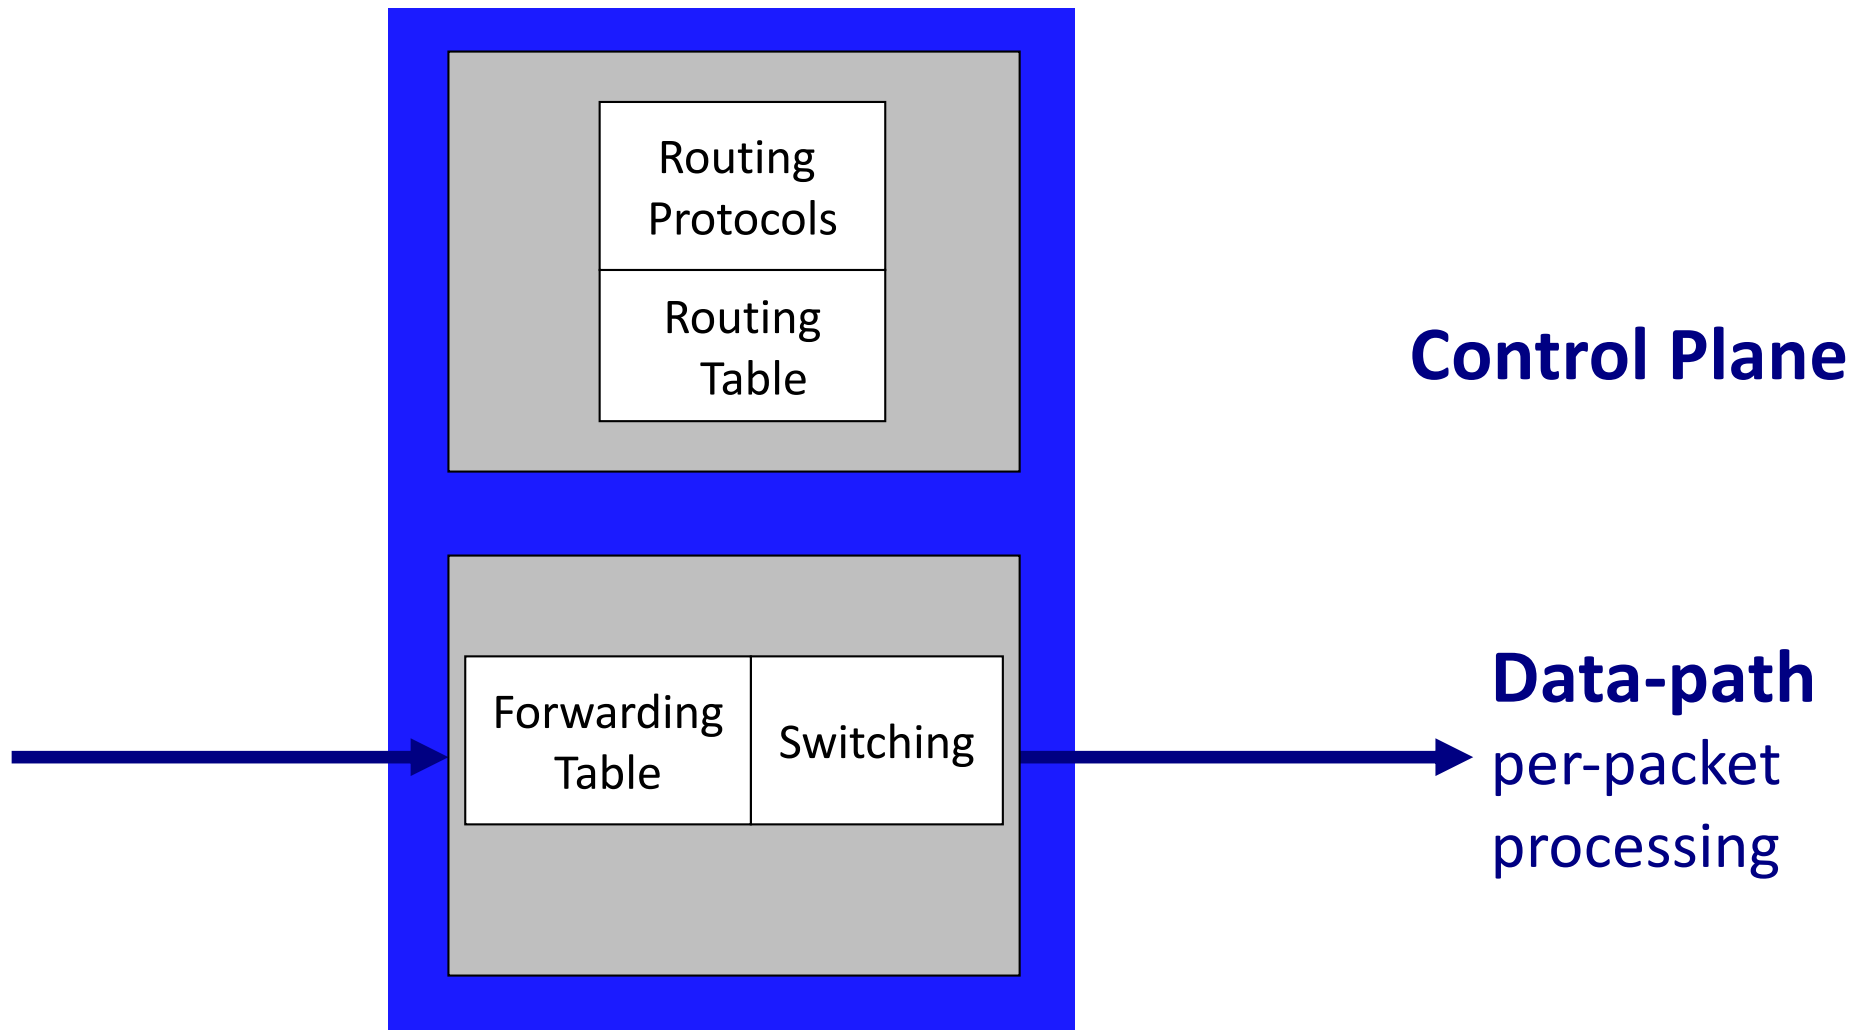 Routing
Protocols
Routing
Table
Control Plane
Forwarding
Table
Switching
Data-path
per-packet
processing